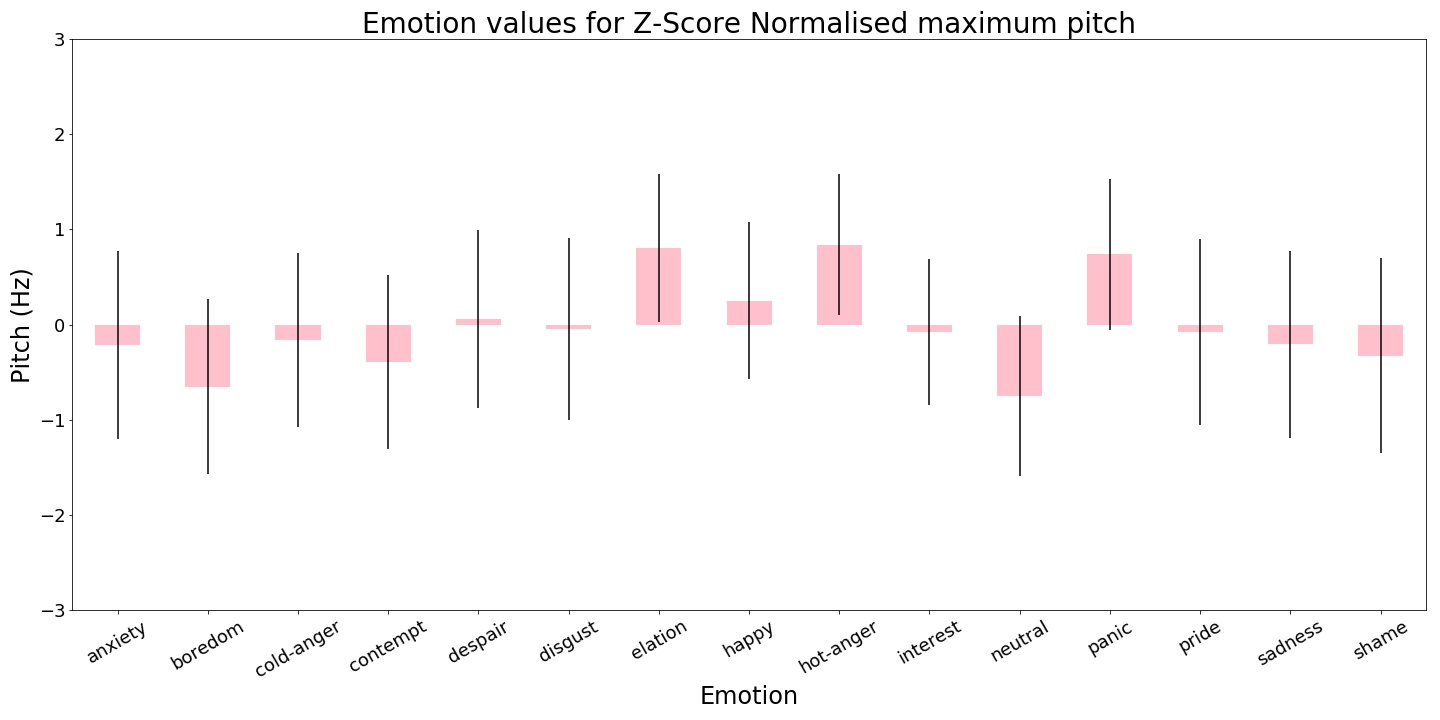 Emotion values for Z-Score Normalised maximum pitch
3
2
1
0
−1
−2
−3
Pitch (Hz)
anxiety
boredom
cold-anger
contempt
despair
disgust
elation
happy
hot-anger
interest
neutral
panic
pride
sadness
shame
Emotion